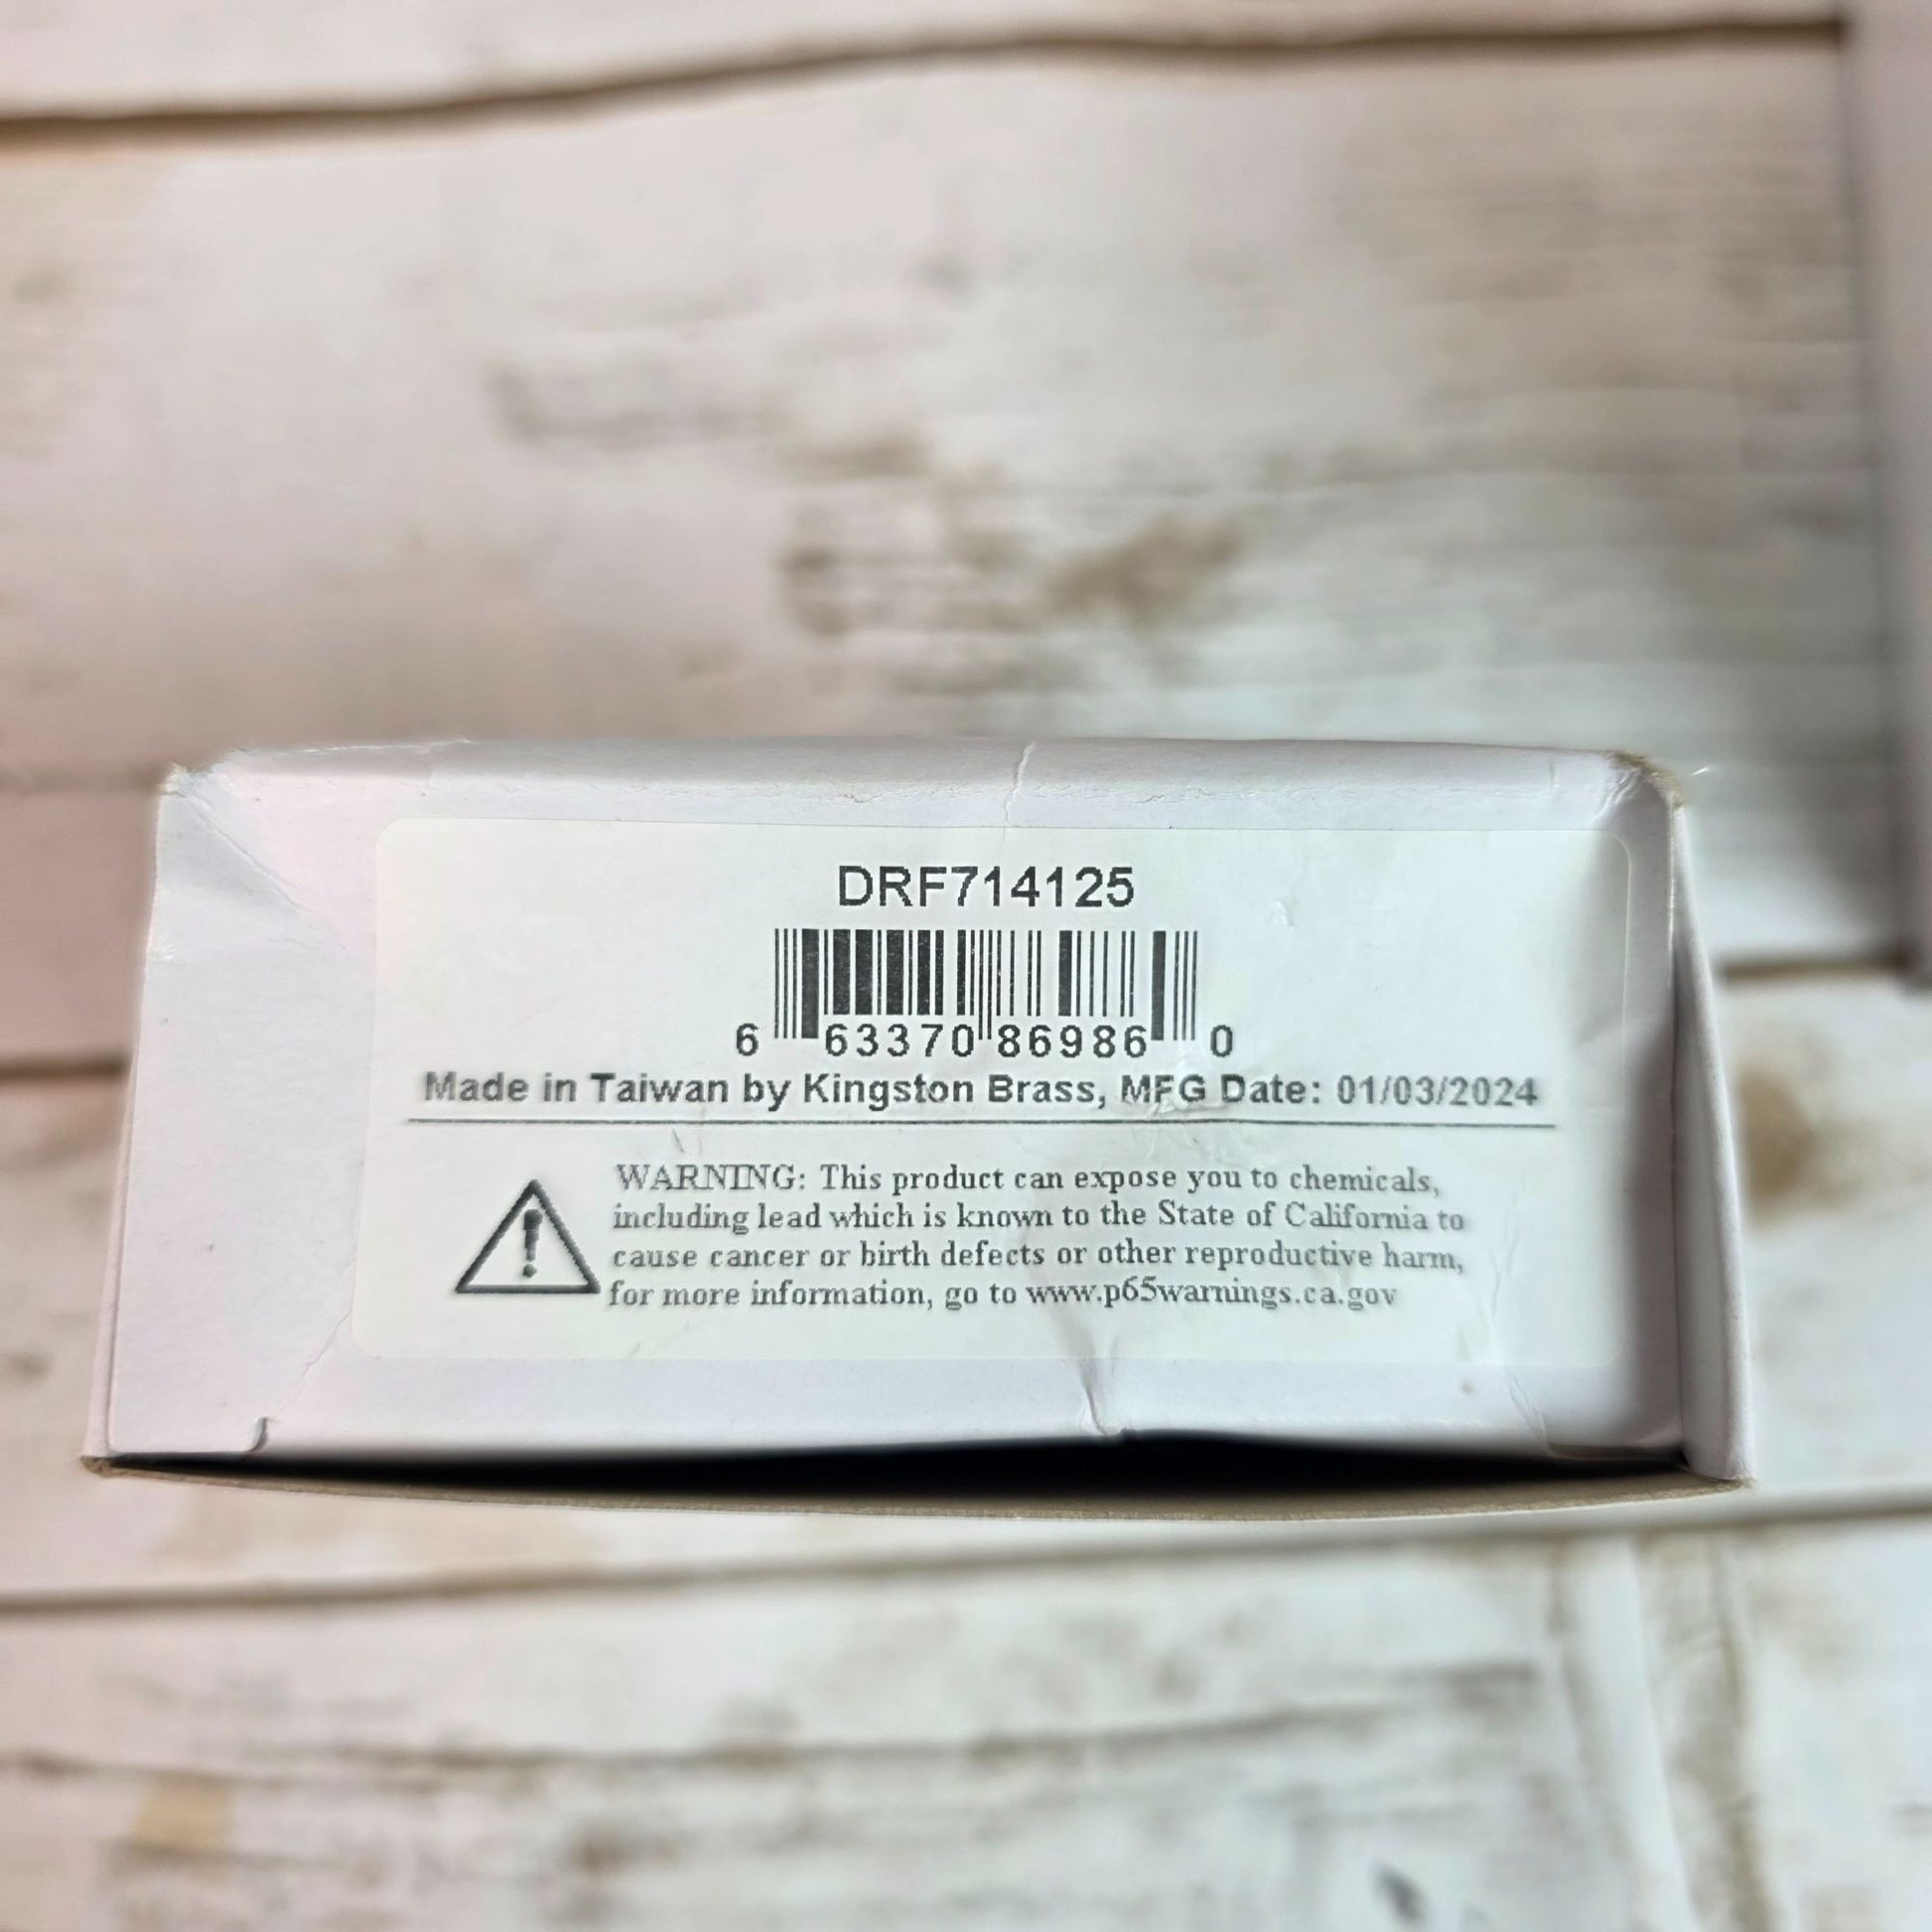 DRF714125
6 63370 86986 0
Made in Taiwan by Kingston Brass, MFG Date: 01/03/2024
WARNING: This product can expose you to chemicals,
including lead which is known to the State of California to
cause cancer or birth defects or other reproductive harm,
for more information, go to www.p65warnings.ca.gov